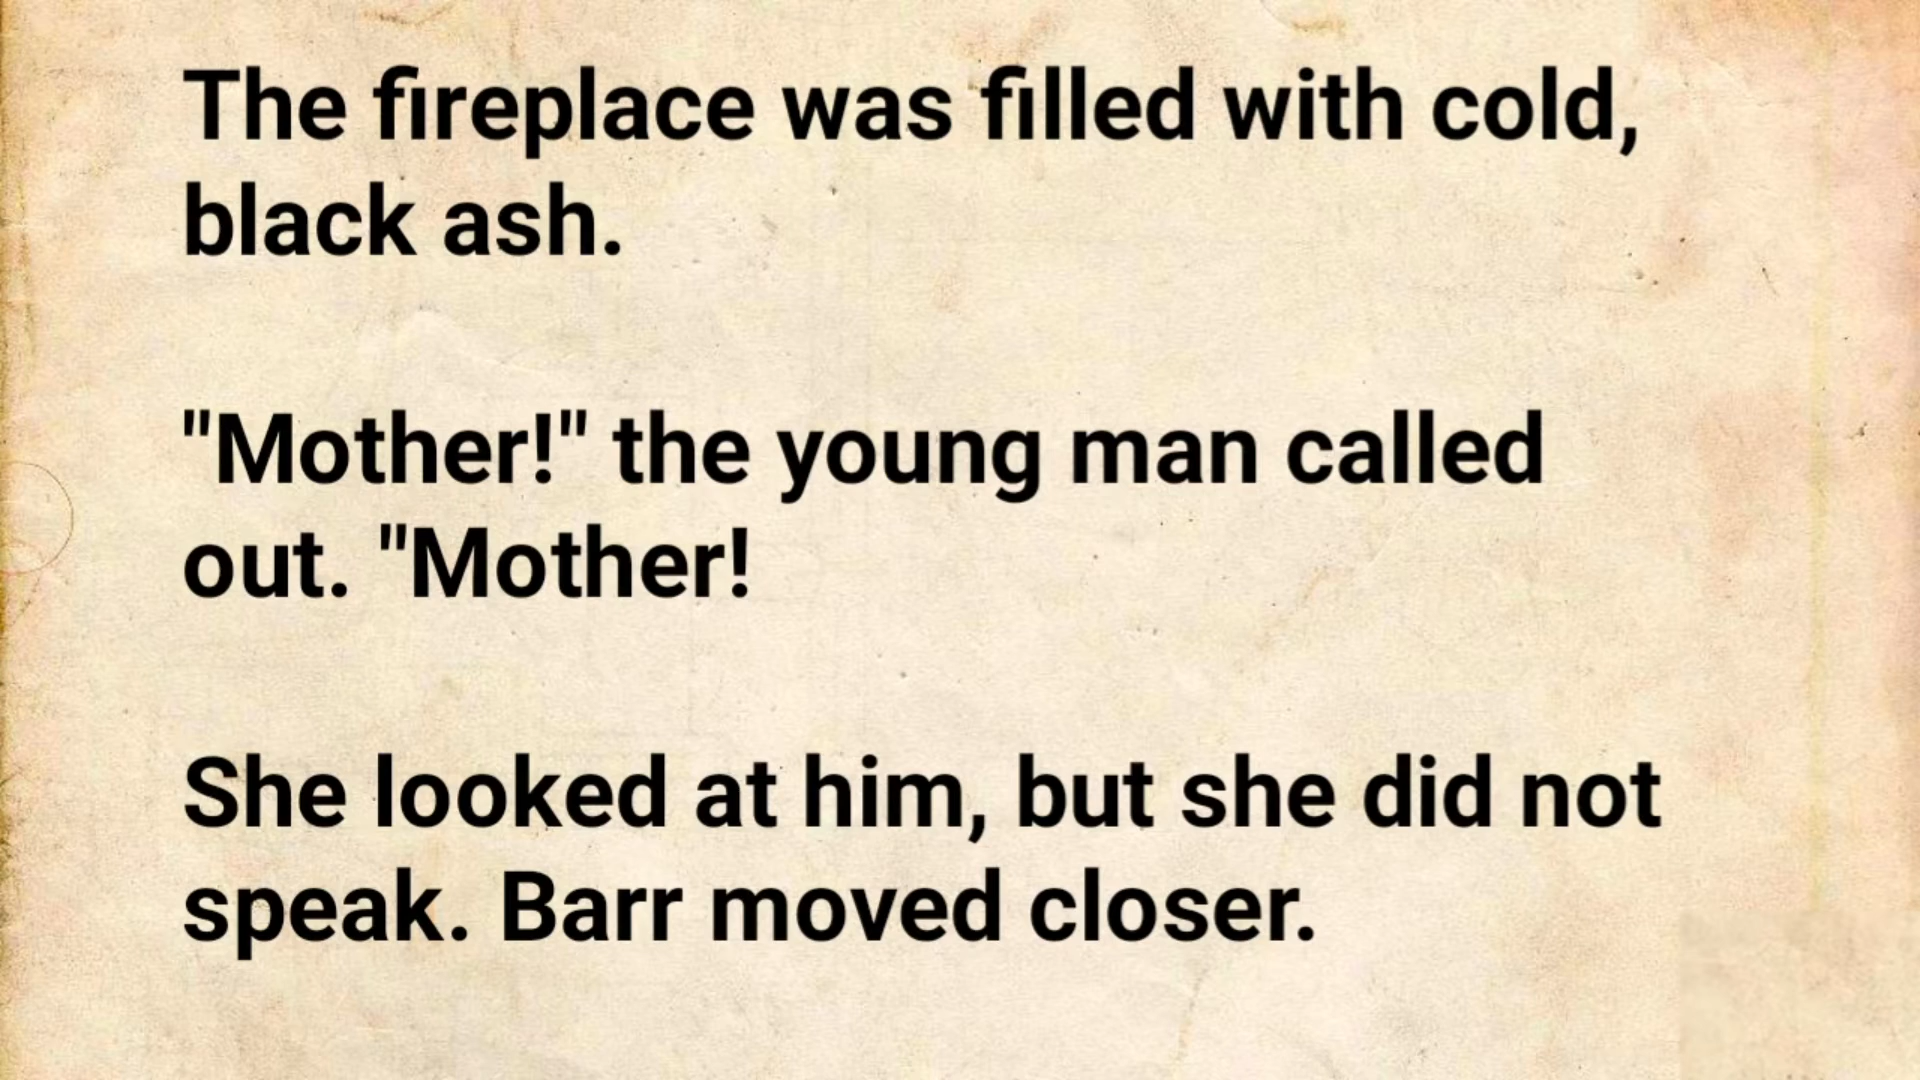 The fireplace was filled with cold,
black ash.
"Mother!" the young man called
out. "Mother!
She looked at him, but she did not
speak. Barr moved closer.